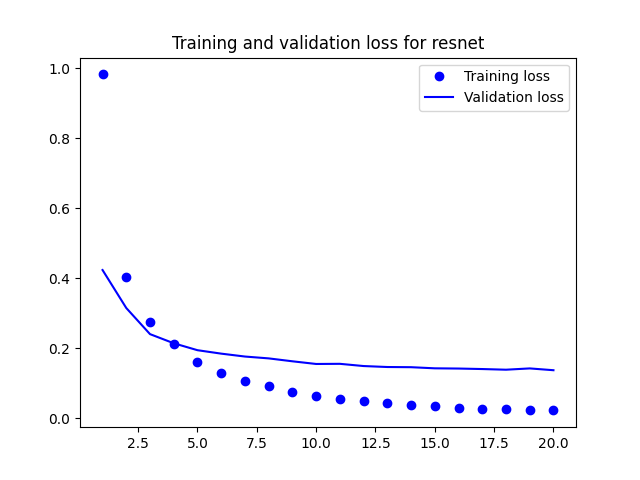 Training and validation loss for resnet
Training loss
Validation loss
1.0
0.8
0.6
0.4
0.2
0.0
2.5 5.0 7.5 10.0 12.5 15.0 17.5 20.0